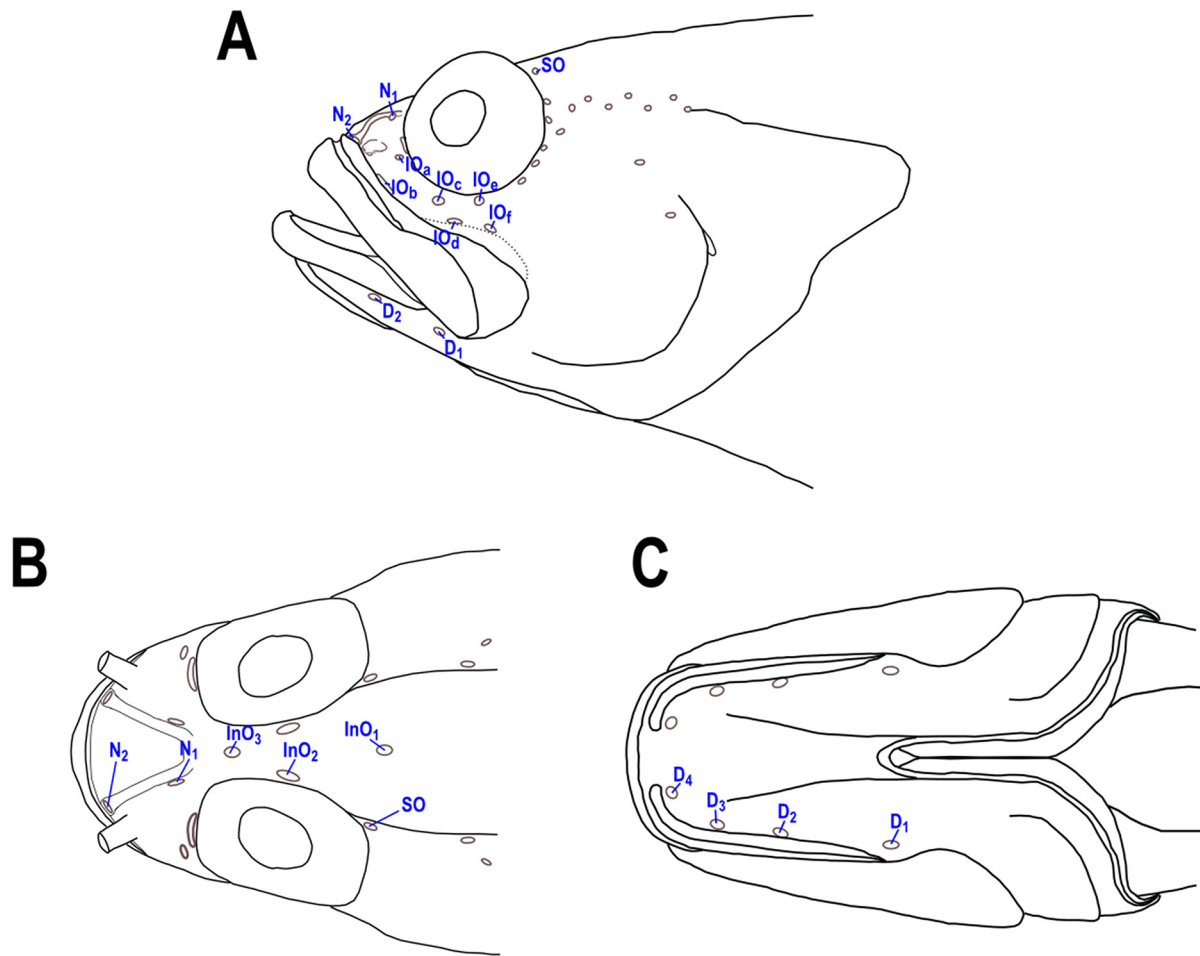 A
SO
N1
N2
IOa
IOc
IOe
IOb
IOf
IOd
D2
D1
B
C
InO3
InO1
N2
N1
InO2
SO
D4
D3
D2
D1